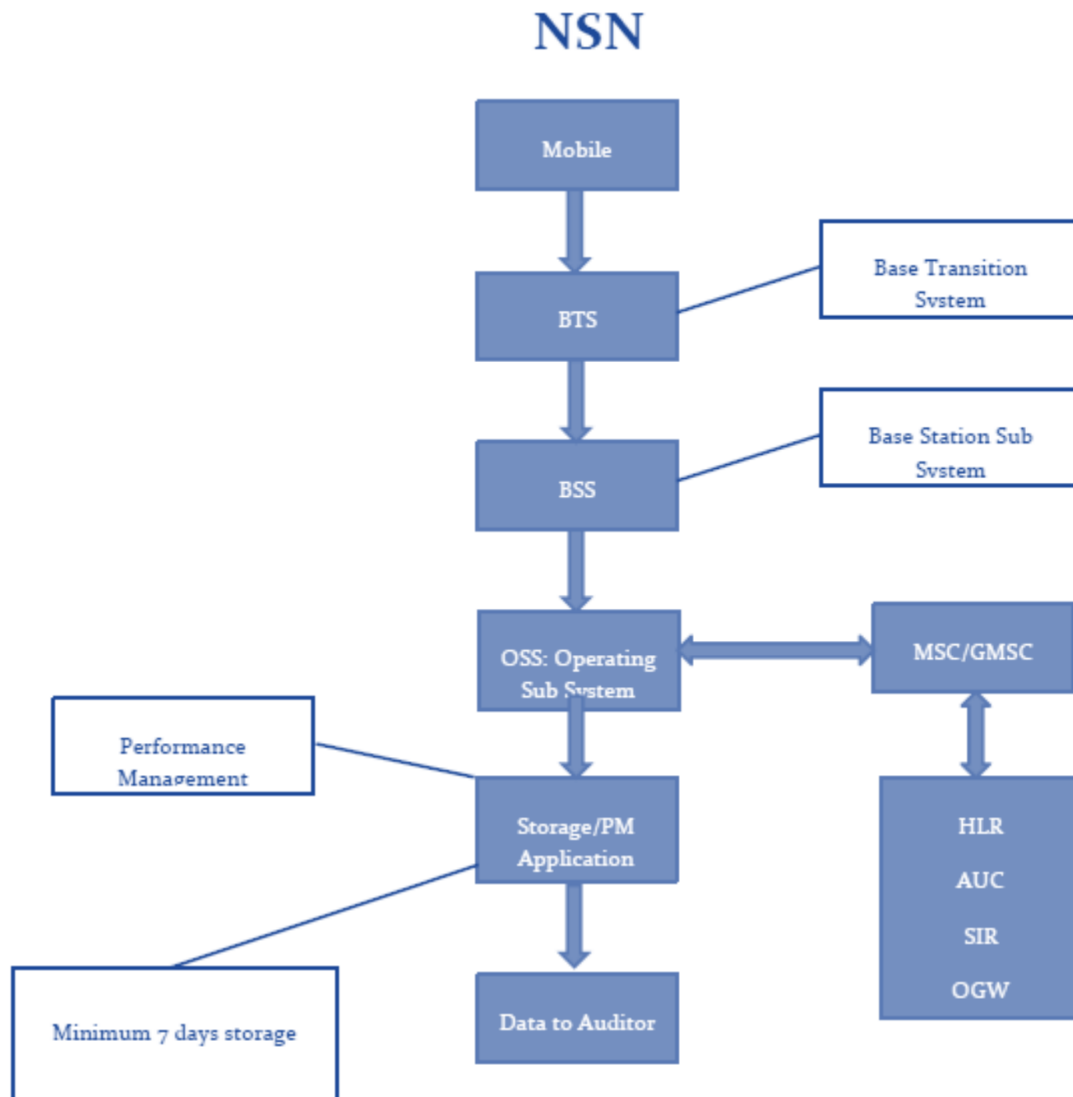 NSN
Mobile
Base Transition
System
BTS
Base Station Sub
System
BSS
OSS: Operating
Sub System
MSC/GMSC
Performance
Management
Storage/PM
Application
HLR
AUC
SIR
OGW
Minimum 7 days storage
Data to Auditor